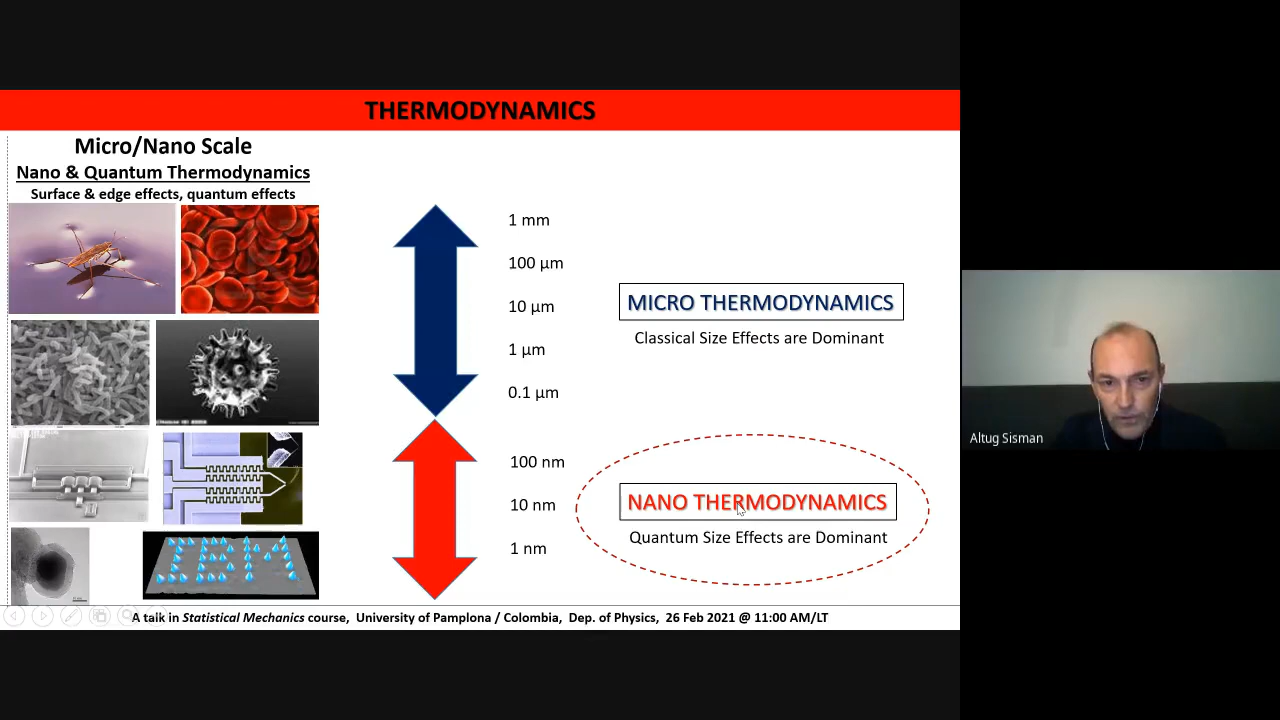 THERMODYNAMICS
Micro/Nano Scale
Nano & Quantum Thermodynamics
Surface & edge effects, quantum effects
1 mm
100 µm
10 µm
1 µm
0.1 µm
MICRO THERMODYNAMICS
Classical Size Effects are Dominant
100 nm
10 nm
1 nm
NANO THERMODYNAMICS
Quantum Size Effects are Dominant
IBM
A talk in Statistical Mechanics course, University of Pamplona / Colombia, Dep. of Physics, 26 Feb 2021 @ 11:00 AM/LT
Altug Sisman